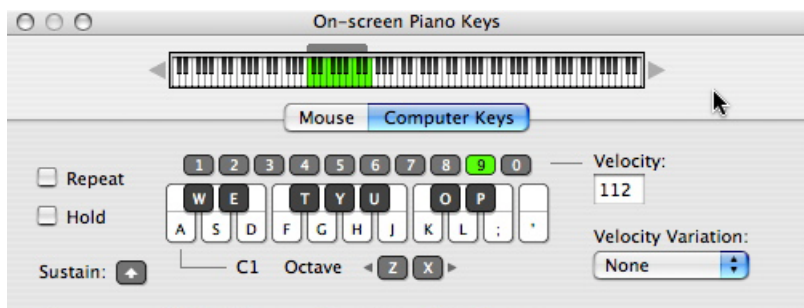 On-screen Piano Keys
Mouse Computer Keys
Repeat
Hold
Sustain:
1 2 3 4 5 6 7 8 9 0
W E T Y U O P
A S D F G H J K L ; '
C1 Octave Z X
Velocity:
112
Velocity Variation:
None